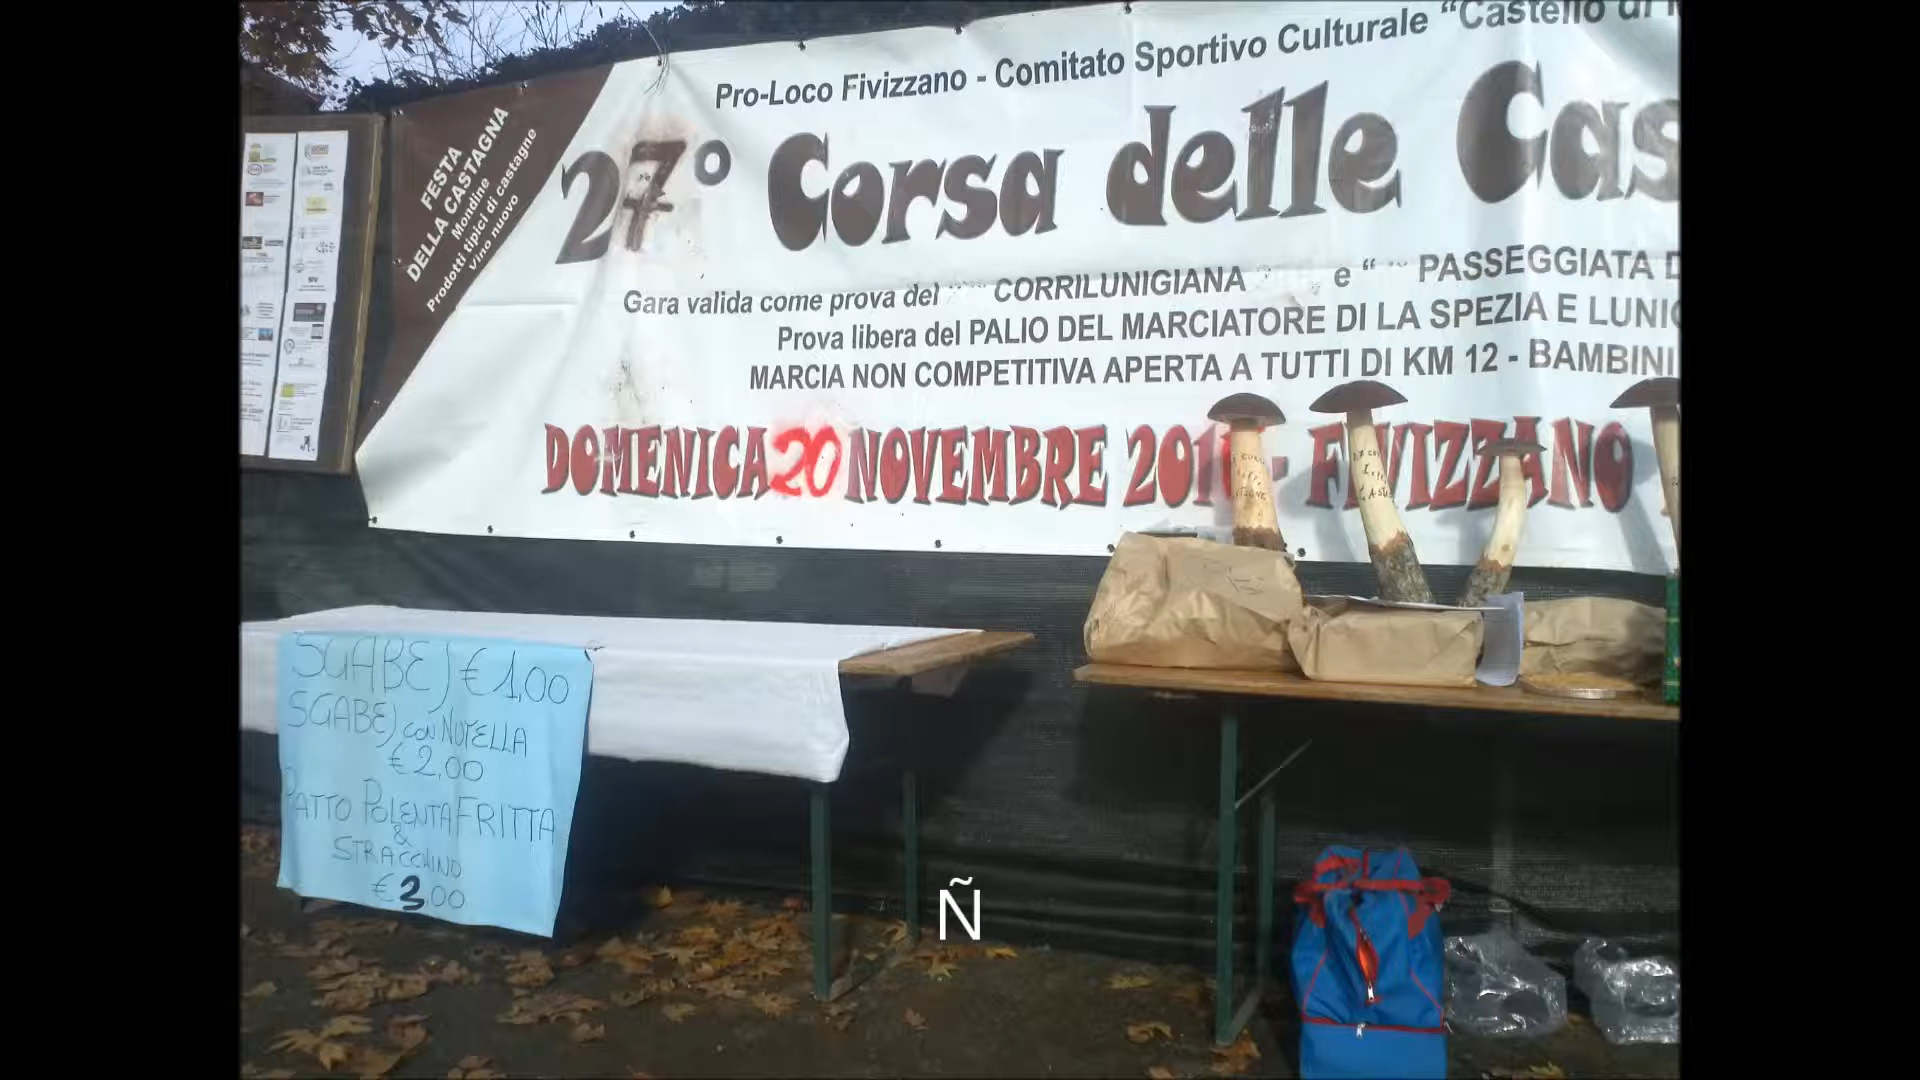 Pro-Loco Fivizzano - Comitato Sportivo Culturale "Castello di
27° Corsa delle Cas
FESTA
DELLA CASTAGNA
Mondine
Prodotti tipici di castagne
Vino nuovo
Gara valida come prova del CORRILUNIGIANA e " PASSEGGIATA D
Prova libera del PALIO DEL MARCIATORE DI LA SPEZIA E LUNIG
MARCIA NON COMPETITIVA APERTA A TUTTI DI KM 12 - BAMBINI
DOMENICA 20 NOVEMBRE 201 - FIVIZZANO
SGABEJ € 1,00
SGABEJ CON NUTELLA
€ 2,00
PATTO POLENTA FRITTA
&
STRACCHINO
€ 3,00
Ñ